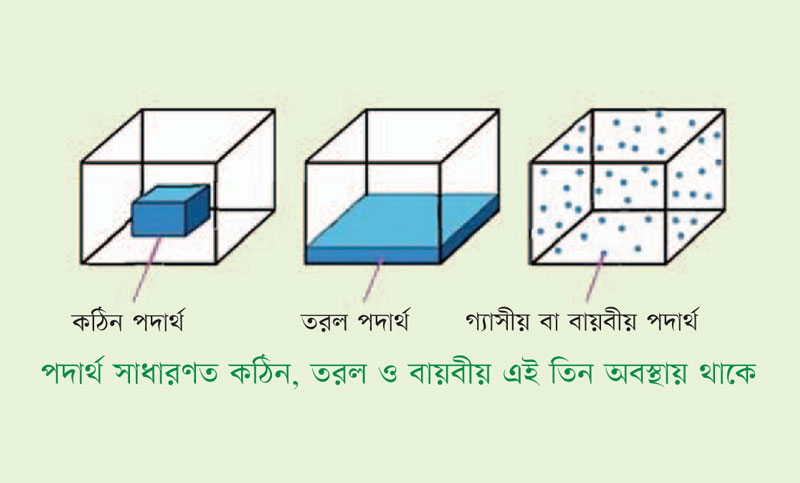 কঠিন পদার্থ
তরল পদার্থ
গ্যাসীয় বা বায়বীয় পদার্থ
পদার্থ সাধারণত কঠিন, তরল ও বায়বীয় এই তিন অবস্থায় থাকে